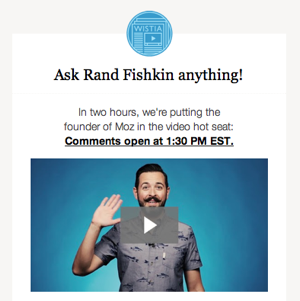 WISTIA
Ask Rand Fishkin anything!
In two hours, we're putting the
founder of Moz in the video hot seat:
Comments open at 1:30 PM EST.